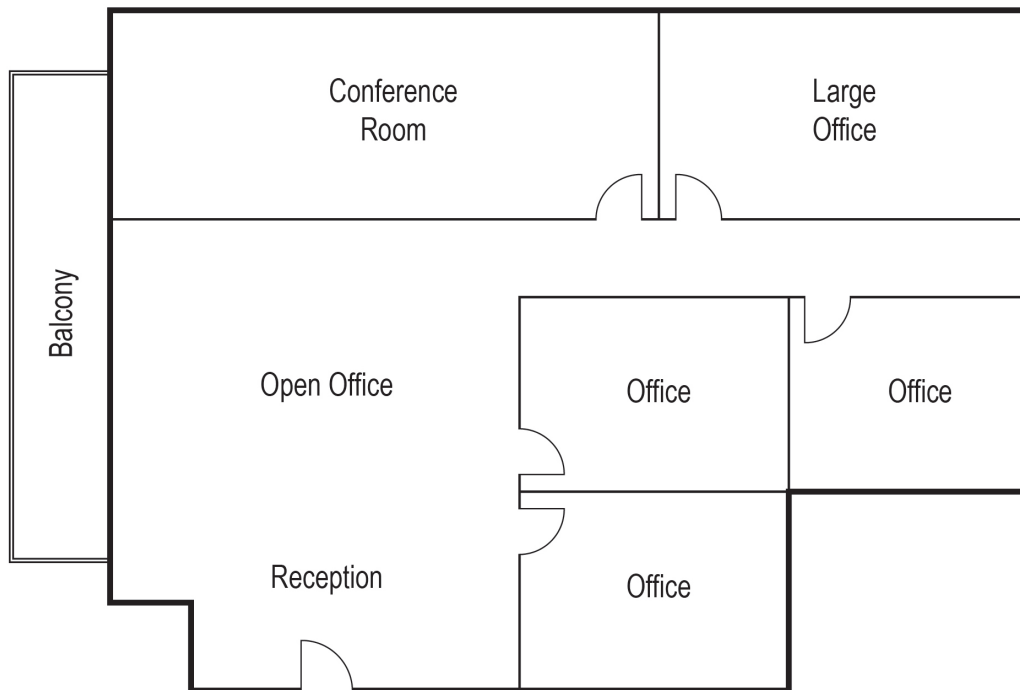 Conference
Room
Large
Office
Balcony
Open Office
Office
Office
Reception
Office